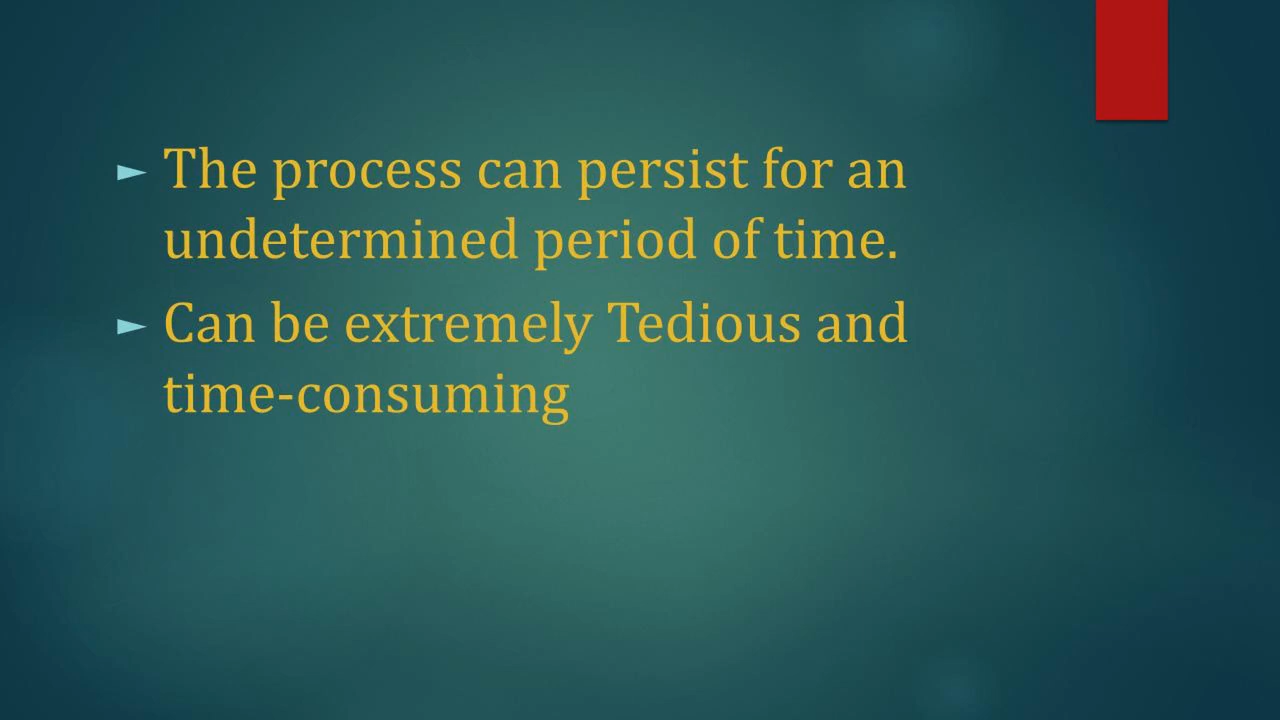 ► The process can persist for an
undetermined period of time.
► Can be extremely Tedious and
time-consuming